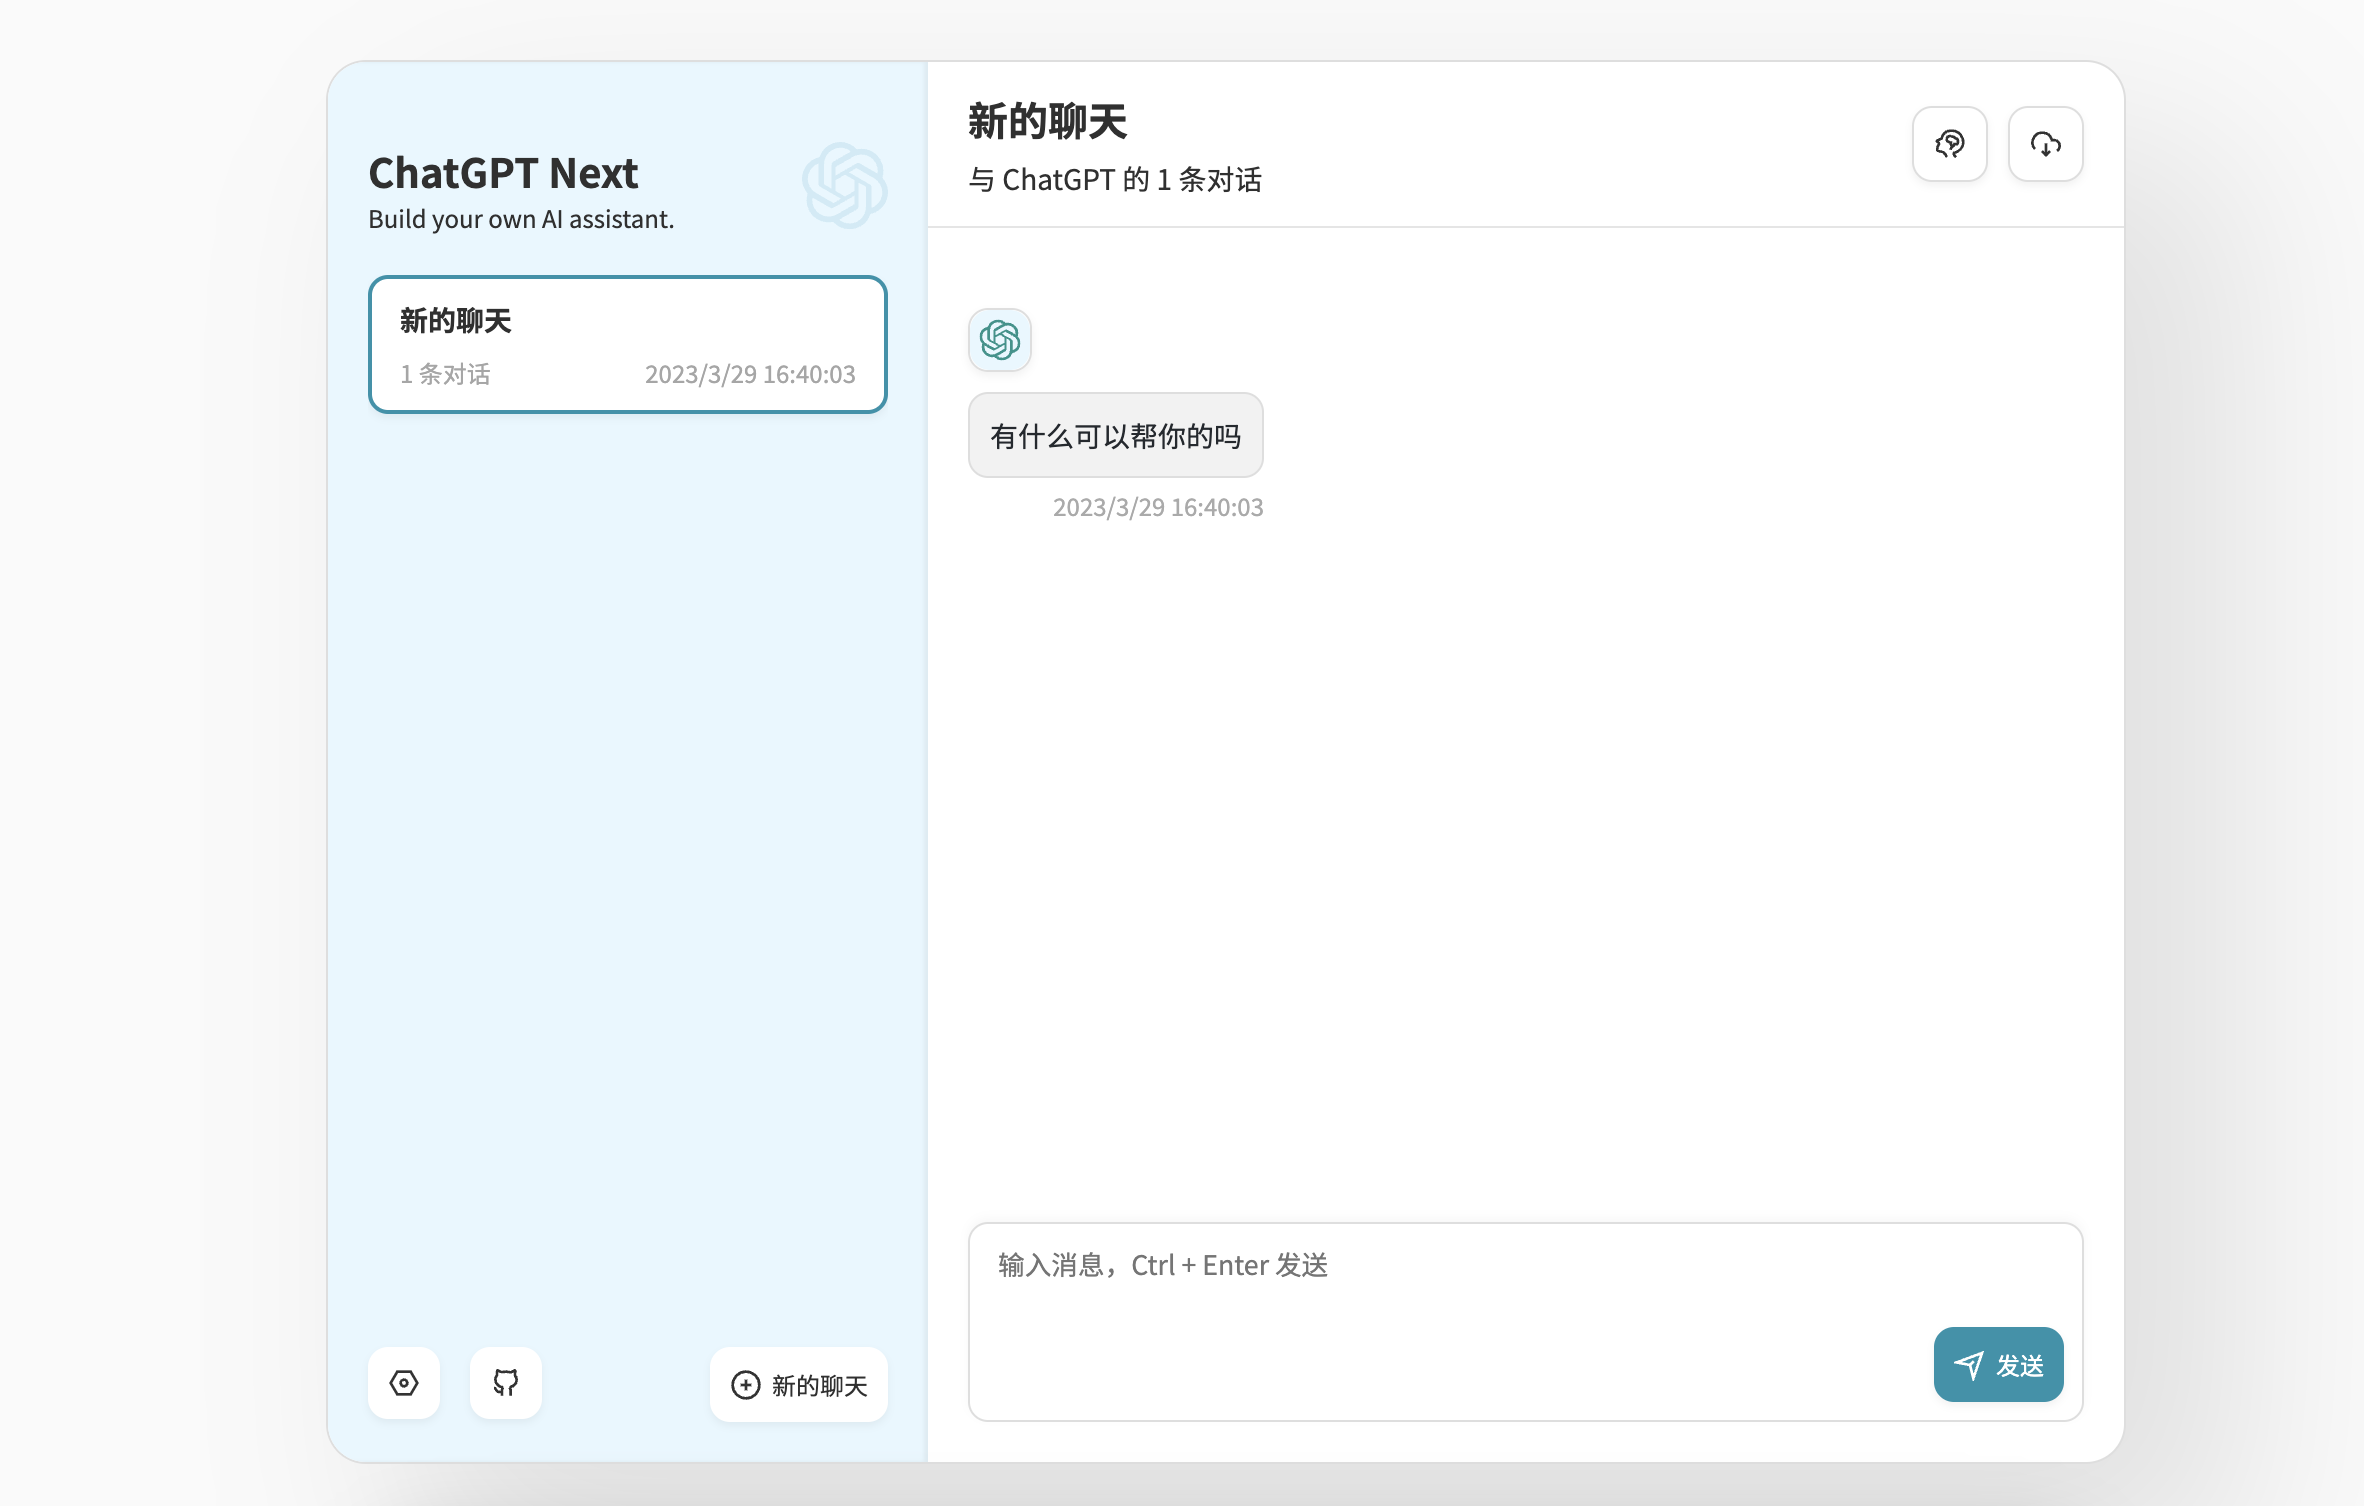 ChatGPT Next
Build your own AI assistant.
新的聊天
1 条对话
2023/3/29 16:40:03
新的聊天
新的聊天
与 ChatGPT 的 1 条对话
有什么可以帮你的吗
2023/3/29 16:40:03
输入消息，Ctrl + Enter 发送
发送